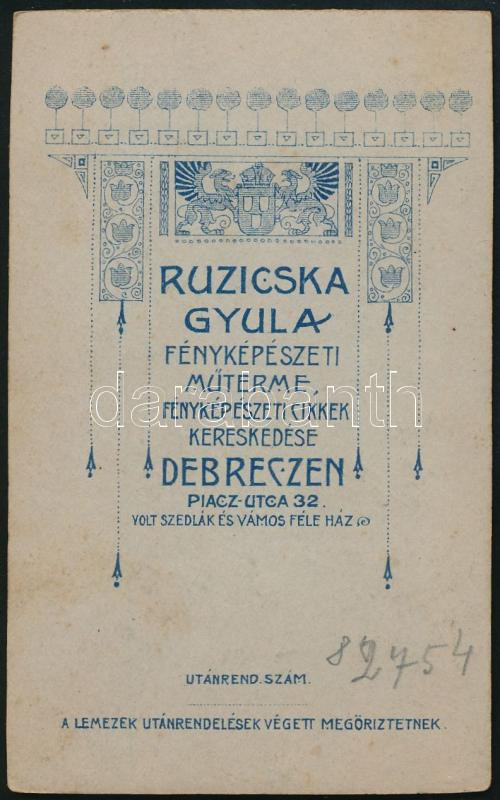 RUZICSKA
GYULA
FÉNYKÉPÉSZETI
MŰTERME,
FÉNYKÉPÉSZETI CIKKEK
KERESKEDÉSE
DEBRECZEN
PIACZ-UTCA 32.
VOLT SZEDLÁK ÉS VÁMOS FÉLE HÁZ
darabanth
82754
UTÁNREND. SZÁM.
A LEMEZEK UTÁNRENDELÉSEK VÉGETT MEGŐRIZTETNEK.